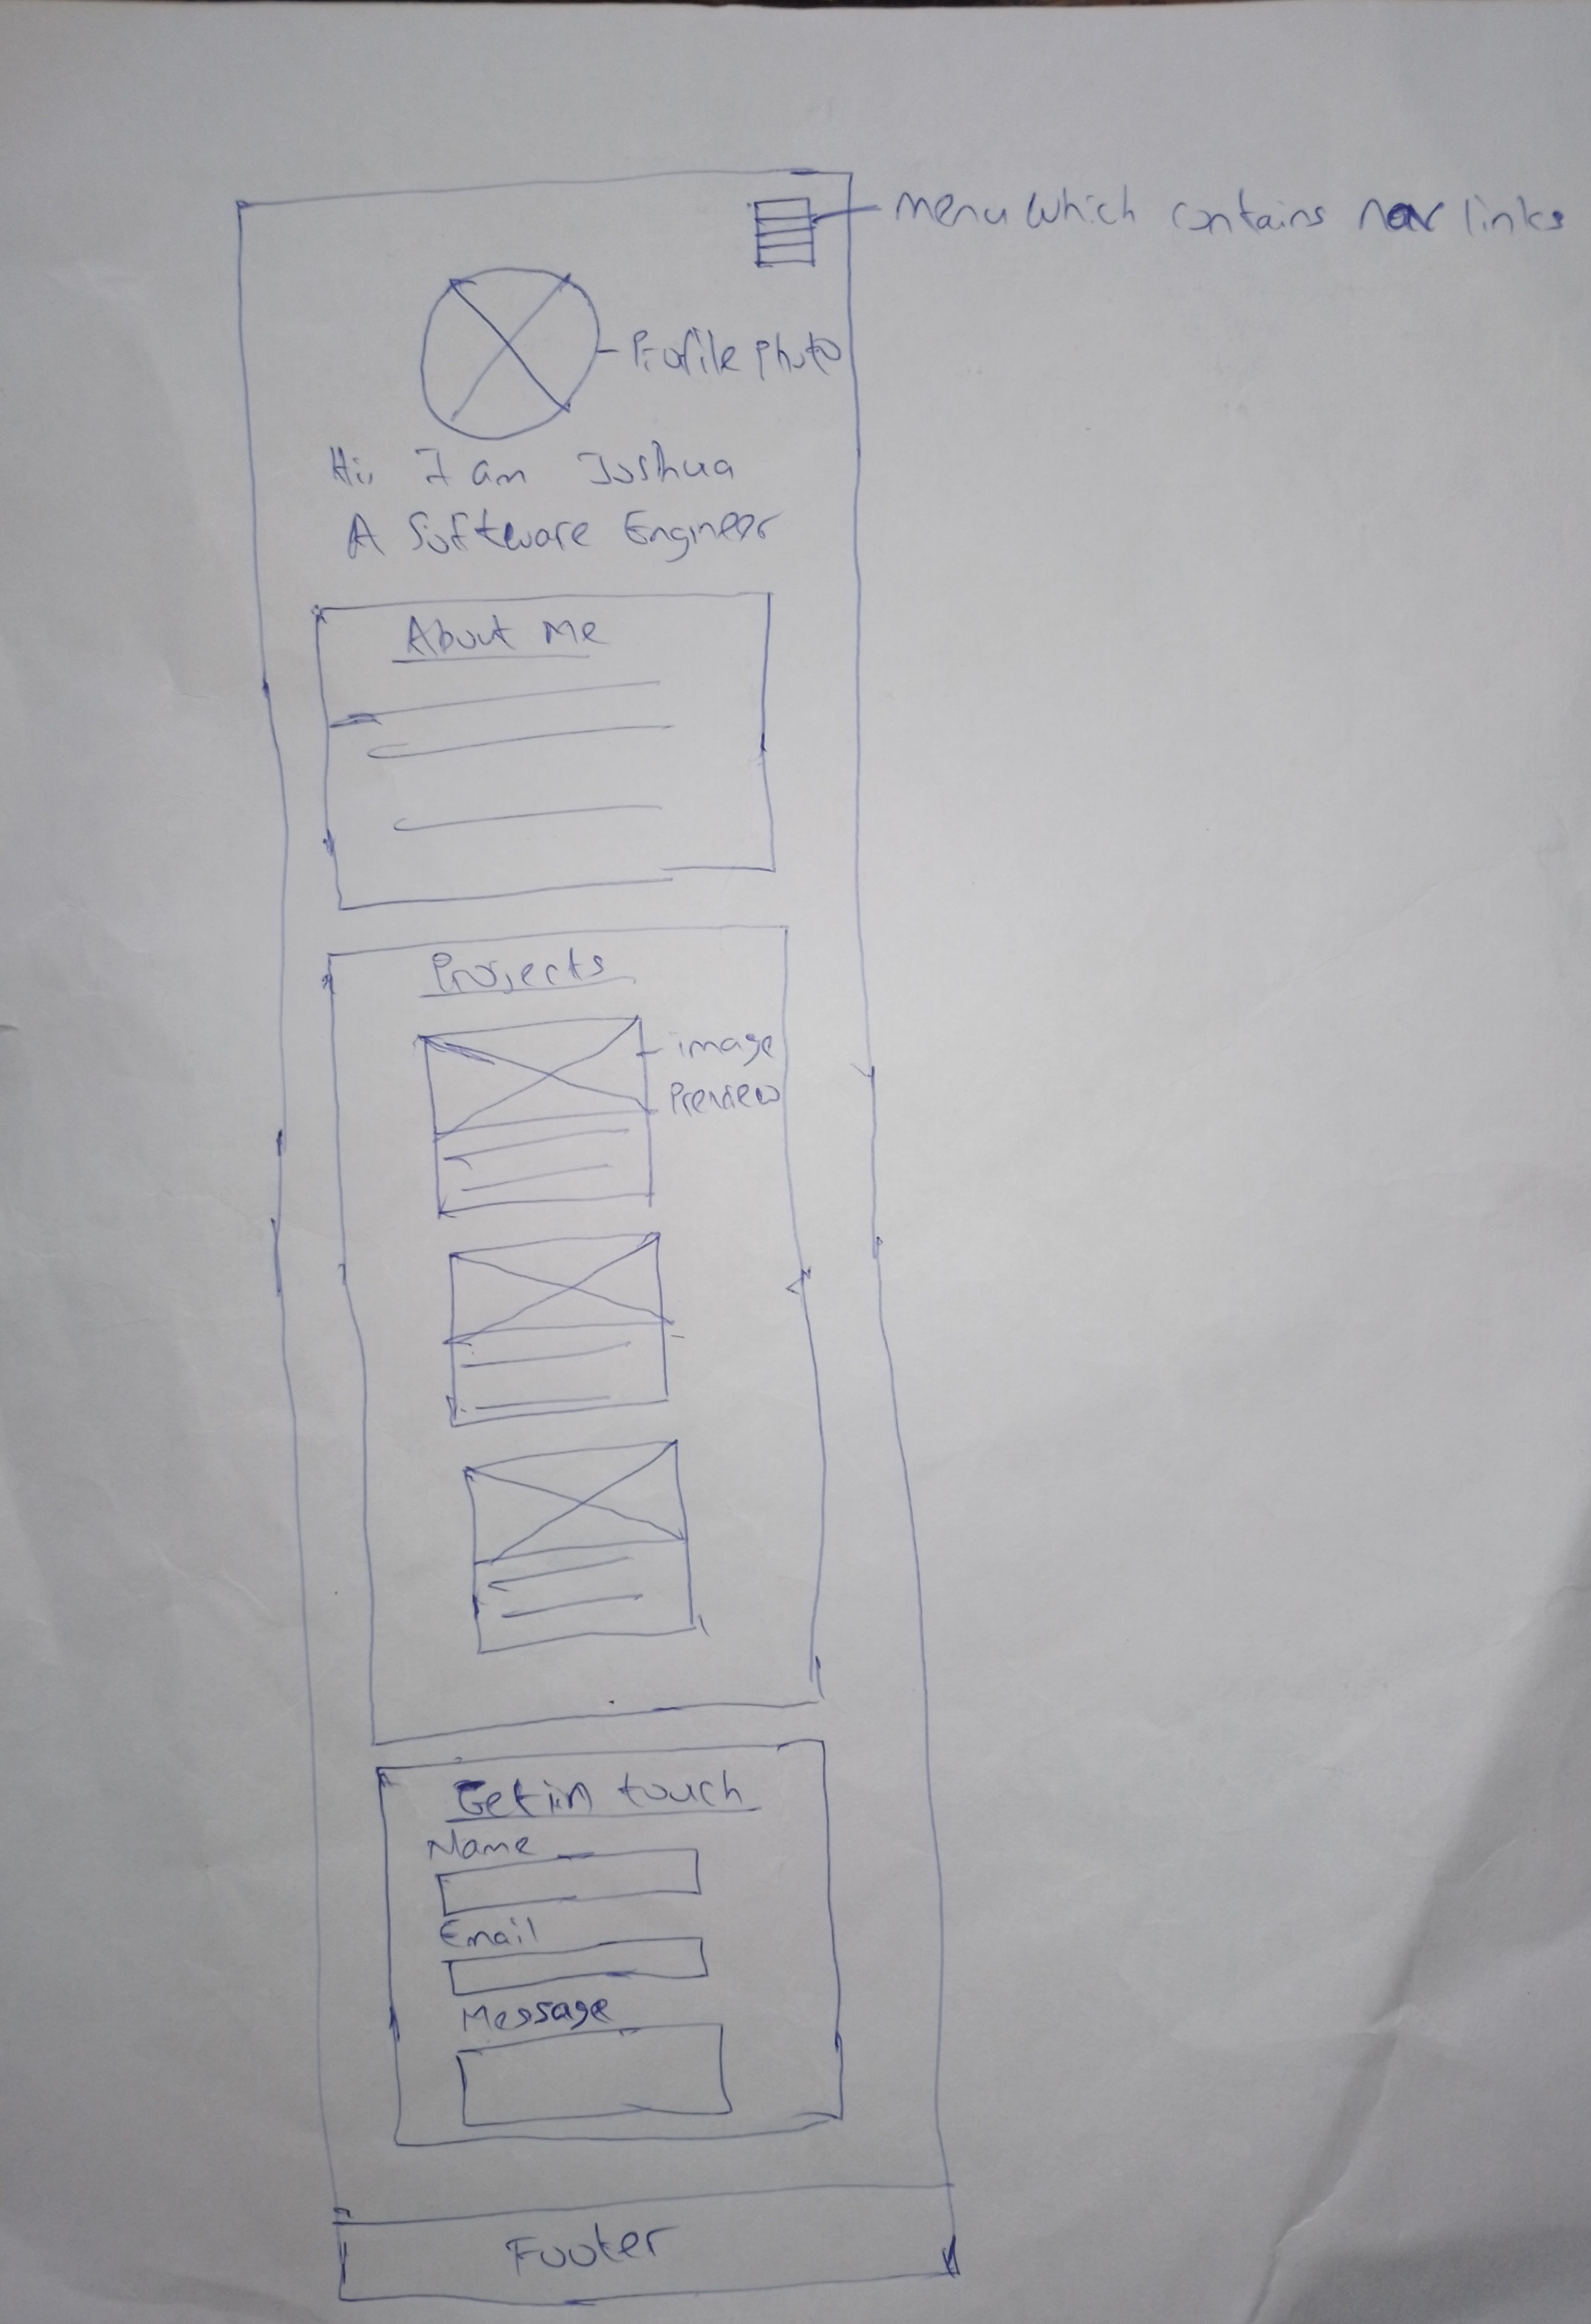 menu which contains nav links
Profile photo
Hi, I am Joshua
A Software Engineer
About Me
Projects
image
Preview
Get in touch
Name
Email
Message
Footer